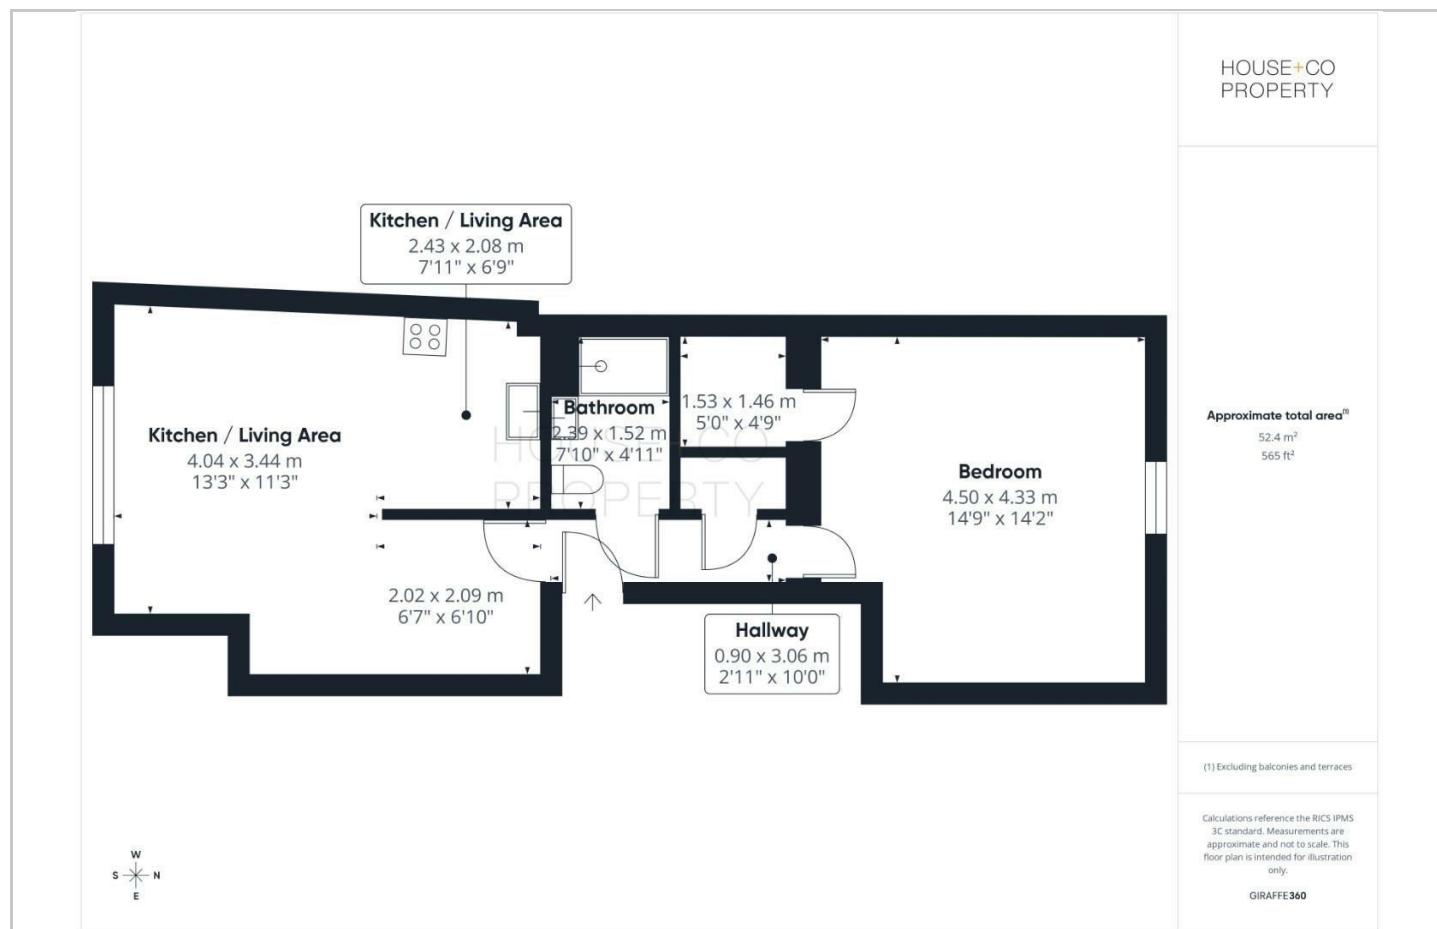 HOUSE+CO
PROPERTY
Kitchen / Living Area
2.43 x 2.08 m
7'11" x 6'9"
Kitchen / Living Area
4.04 x 3.44 m
13'3" x 11'3"
Bathroom
2.39 x 1.52 m
7'10" x 4'11"
1.53 x 1.46 m
5'0" x 4'9"
Bedroom
4.50 x 4.33 m
14'9" x 14'2"
2.02 x 2.09 m
6'7" x 6'10"
Hallway
0.90 x 3.06 m
2'11" x 10'0"
HOUSE+CO
PROPERTY
Approximate total area(1)
52.4 m²
565 ft²
(1) Excluding balconies and terraces
Calculations reference the RICS IPMS
3C standard. Measurements are
approximate and not to scale. This
floor plan is intended for illustration
only.
GIRAFFE360
W
S N
E